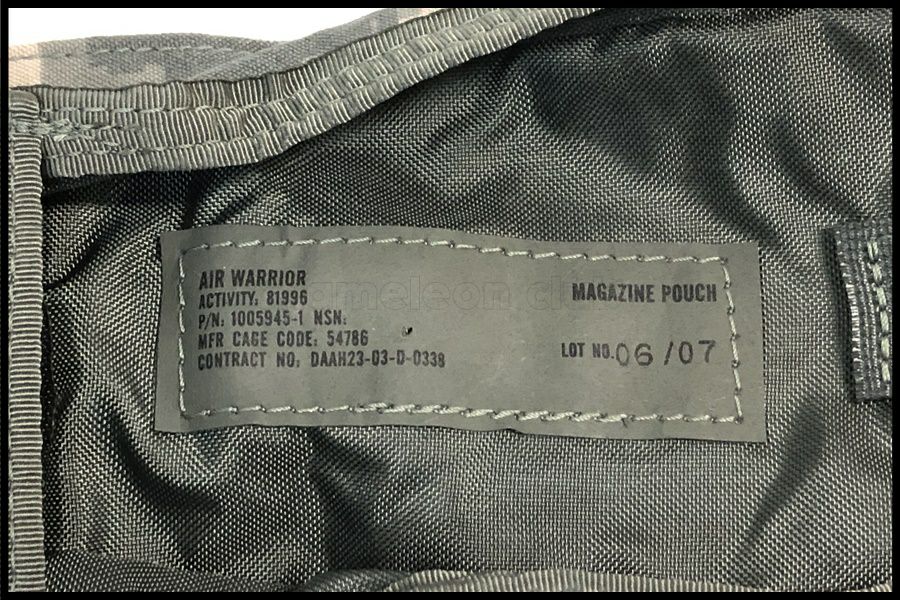 AIR WARRIOR
ACTIVITY: 81996
P/N: 1005945-1 NSN:
MFR CAGE CODE: 54786
CONTRACT NO: DAAH23-03-D-0338
MAGAZINE POUCH
LOT NO. 06/07